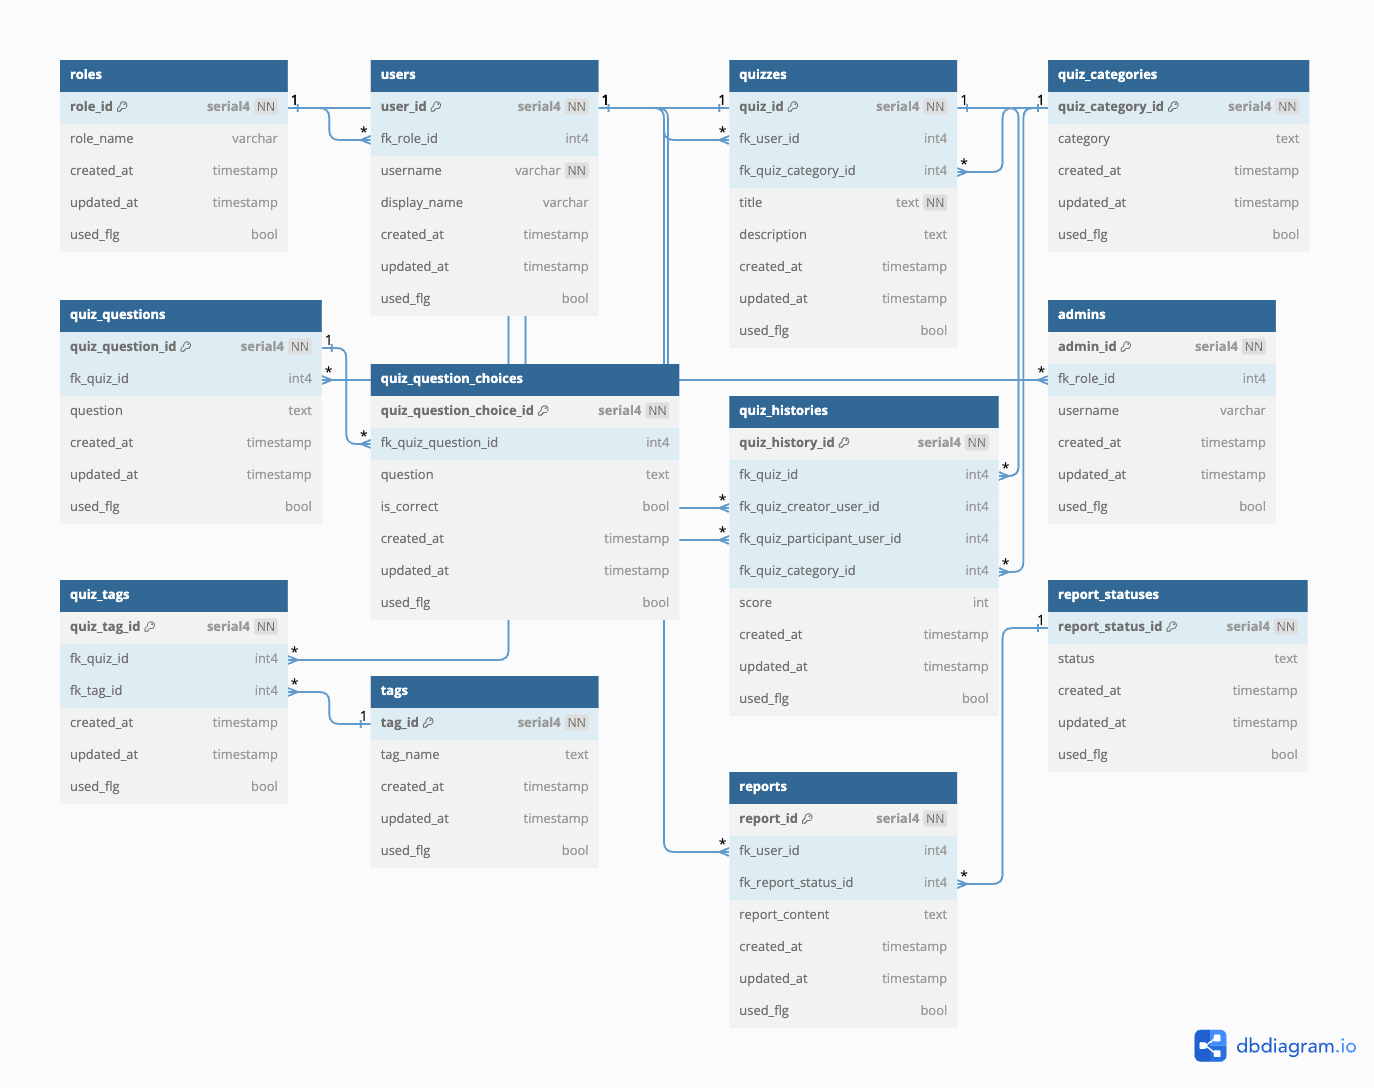 roles
role_id serial4 NN
role_name varchar
created_at timestamp
updated_at timestamp
used_flg bool
users
user_id serial4 NN
fk_role_id int4
username varchar NN
display_name varchar
created_at timestamp
updated_at timestamp
used_flg bool
quizzes
quiz_id serial4 NN
fk_user_id int4
fk_quiz_category_id int4
title text NN
description text
created_at timestamp
updated_at timestamp
used_flg bool
quiz_categories
quiz_category_id serial4 NN
category text
created_at timestamp
updated_at timestamp
used_flg bool
quiz_questions
quiz_question_id serial4 NN
fk_quiz_id int4
question text
created_at timestamp
updated_at timestamp
used_flg bool
quiz_question_choices
quiz_question_choice_id serial4 NN
fk_quiz_question_id int4
question text
is_correct bool
created_at timestamp
updated_at timestamp
used_flg bool
quiz_histories
quiz_history_id serial4 NN
fk_quiz_id int4
fk_quiz_creator_user_id int4
fk_quiz_participant_user_id int4
fk_quiz_category_id int4
score int
created_at timestamp
updated_at timestamp
used_flg bool
admins
admin_id serial4 NN
fk_role_id int4
username varchar
created_at timestamp
updated_at timestamp
used_flg bool
quiz_tags
quiz_tag_id serial4 NN
fk_quiz_id int4
fk_tag_id int4
created_at timestamp
updated_at timestamp
used_flg bool
tags
tag_id serial4 NN
tag_name text
created_at timestamp
updated_at timestamp
used_flg bool
reports
report_id serial4 NN
fk_user_id int4
fk_report_status_id int4
report_content text
created_at timestamp
updated_at timestamp
used_flg bool
report_statuses
report_status_id serial4 NN
status text
created_at timestamp
updated_at timestamp
used_flg bool
1
*
1
1
*
1
*
1
1
*
*
*
*
*
*
*
*
*
1
1
*
*
dbdiagram.io